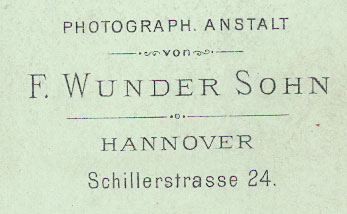 PHOTOGRAPH. ANSTALT
von
F. WUNDER SOHN
HANNOVER
Schillerstrasse 24.